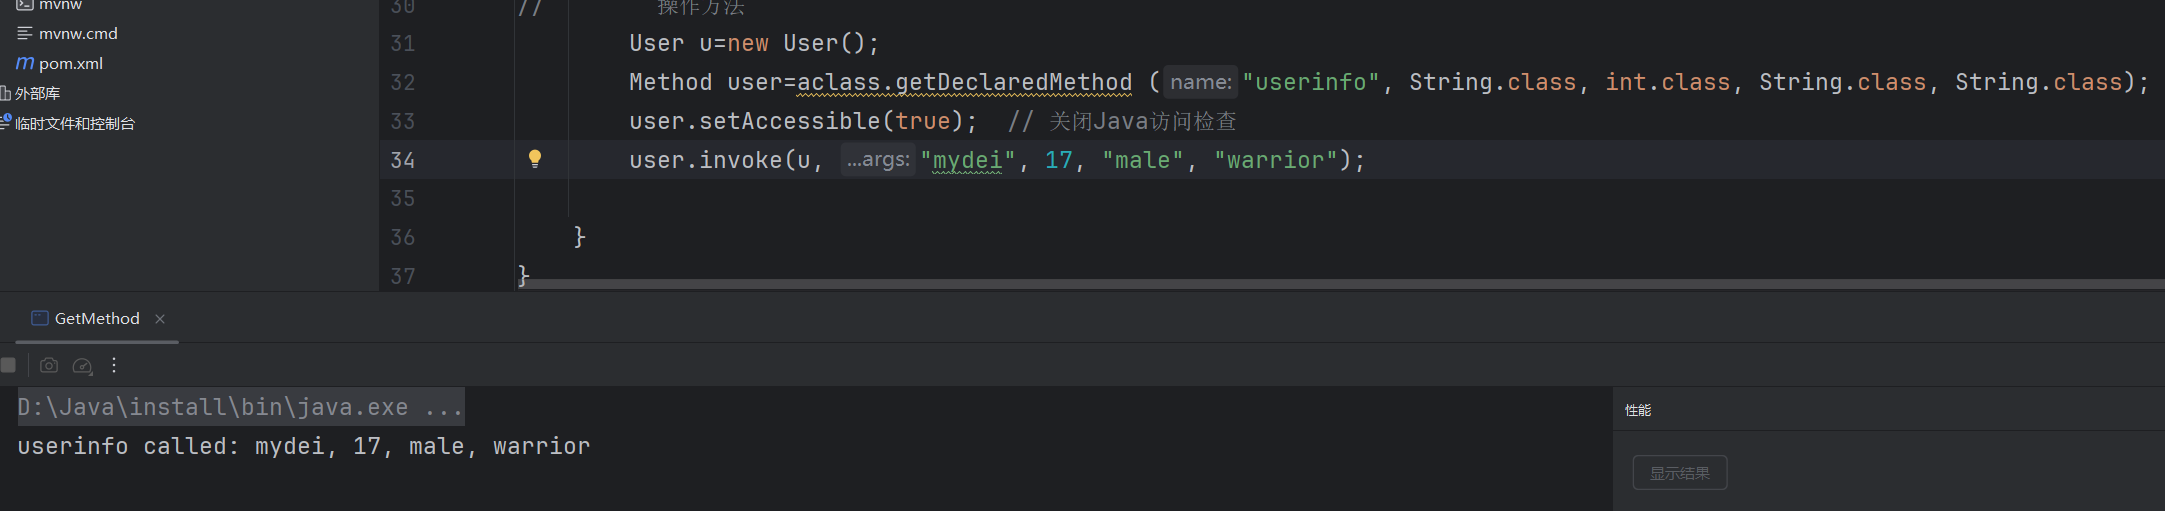 mvnw
mvnw.cmd
pom.xml
外部库
临时文件和控制台
30 // 操作方法
31 User u=new User();
32 Method user=aclass.getDeclaredMethod ( name: "userinfo", String.class, int.class, String.class, String.class);
33 user.setAccessible(true); // 关闭Java访问检查
34 user.invoke(u, ...args: "mydei", 17, "male", "warrior");
35
36 }
37 }
GetMethod
D:\Java\install\bin\java.exe ...
userinfo called: mydei, 17, male, warrior
性能
显示结果